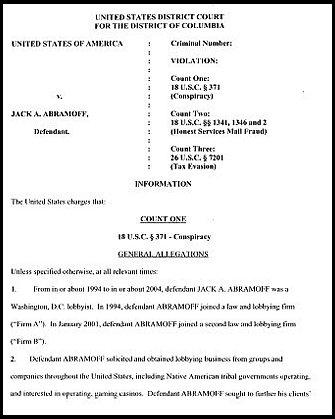 UNITED STATES DISTRICT COURT
FOR THE DISTRICT OF COLUMBIA
UNITED STATES OF AMERICA : Criminal Number:
:
: VIOLATION:
:
: Count One:
: 18 U.S.C. § 371
v. : (Conspiracy)
:
JACK A. ABRAMOFF, : Count Two:
: 18 U.S.C. §§ 1341, 1346 and 2
Defendant. : (Honest Services Mail Fraud)
:
: Count Three:
: 26 U.S.C. § 7201
: (Tax Evasion)
INFORMATION
The United States charges that:
COUNT ONE
18 U.S.C. § 371 - Conspiracy
GENERAL ALLEGATIONS
Unless specified otherwise, at all relevant times:
1. From in or about 1994 to in or about 2004, defendant JACK A. ABRAMOFF was a
Washington, D.C. lobbyist. In 1994, defendant ABRAMOFF joined a law and lobbying firm
("Firm A"). In January 2001, defendant ABRAMOFF joined a second law and lobbying firm
("Firm B").
2. Defendant ABRAMOFF solicited and obtained lobbying business from groups and
companies throughout the United States, including Native American tribal governments operating,
and interested in operating, gaming casinos. Defendant ABRAMOFF sought to further his clients'